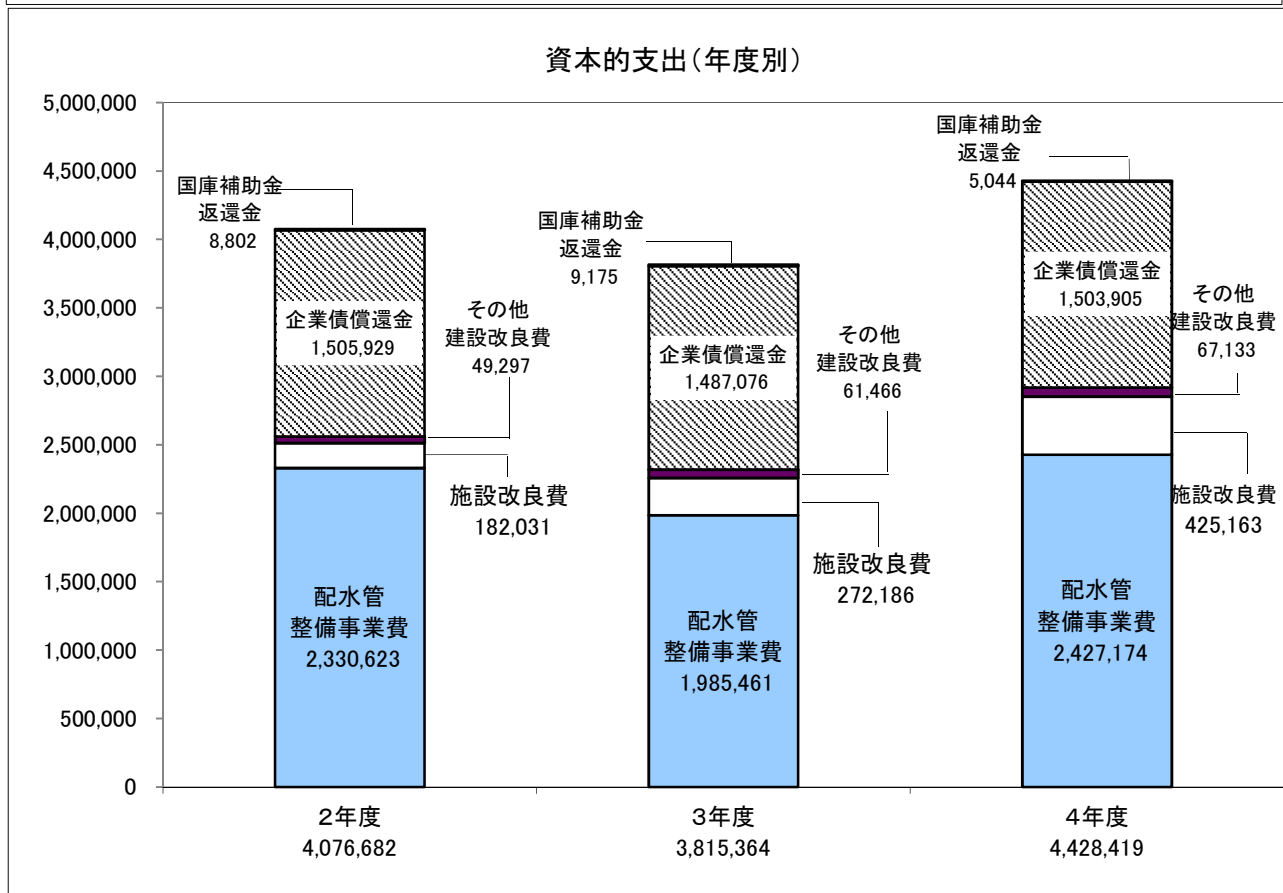 資本的支出(年度別)
5,000,000
4,500,000
4,000,000
3,500,000
3,000,000
2,500,000
2,000,000
1,500,000
1,000,000
500,000
0
国庫補助金
返還金
8,802
企業債償還金
1,505,929
その他
建設改良費
49,297
施設改良費
182,031
配水管
整備事業費
2,330,623
国庫補助金
返還金
9,175
企業債償還金
1,487,076
その他
建設改良費
61,466
施設改良費
272,186
配水管
整備事業費
1,985,461
国庫補助金
返還金
5,044
企業債償還金
1,503,905
その他
建設改良費
67,133
施設改良費
425,163
配水管
整備事業費
2,427,174
2年度
4,076,682
3年度
3,815,364
4年度
4,428,419